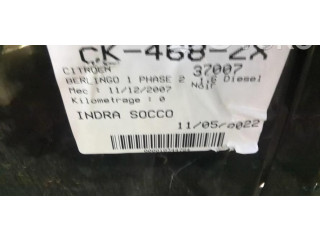 CK-468-ZX
CITROEN 37007
BERLINGO 1 PHASE 2 1.6 Diesel
Mec : 11/12/2007 NOIR
Kilometrage : 0
INDRA SOCCO
11/05/2022